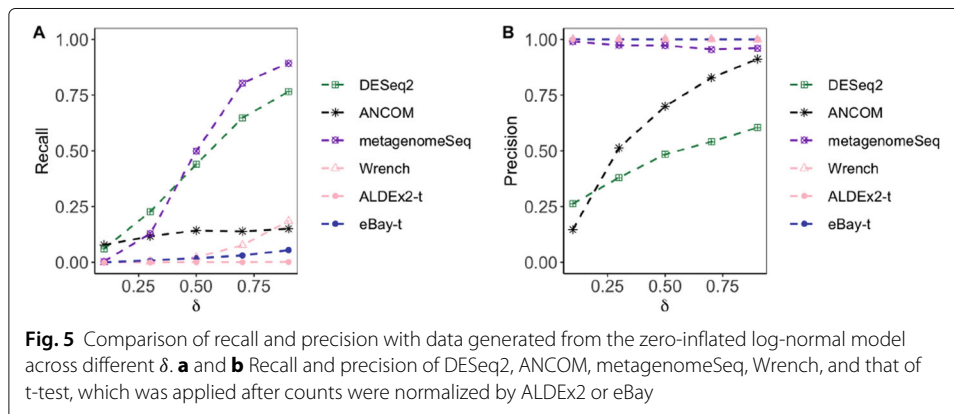 A
1.00
0.75
0.50
0.25
0.00
Recall
0.25 0.50 0.75
δ
DESeq2
ANCOM
metagenomeSeq
Wrench
ALDEx2-t
eBay-t
B
1.00
0.75
0.50
0.25
0.00
Precision
0.25 0.50 0.75
δ
DESeq2
ANCOM
metagenomeSeq
Wrench
ALDEx2-t
eBay-t
Fig. 5 Comparison of recall and precision with data generated from the zero-inflated log-normal model
across different δ. a and b Recall and precision of DESeq2, ANCOM, metagenomeSeq, Wrench, and that of
t-test, which was applied after counts were normalized by ALDEx2 or eBay